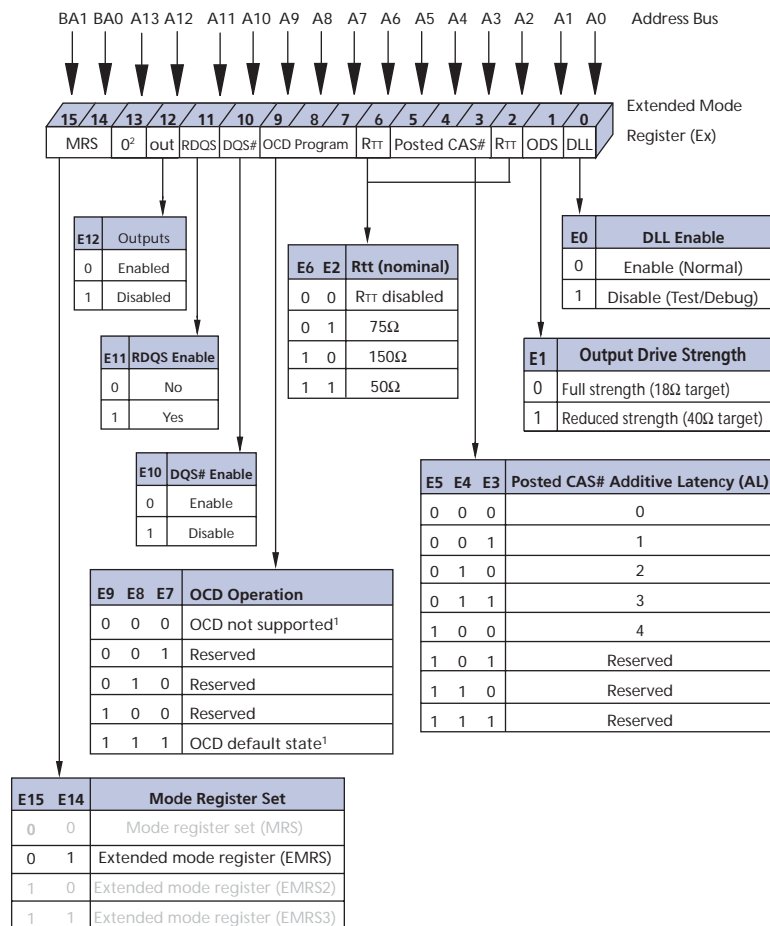 BA1 BA0 A13 A12 A11 A10 A9 A8 A7 A6 A5 A4 A3 A2 A1 A0 Address Bus
15 14 13 12 11 10 9 8 7 6 5 4 3 2 1 0 Extended Mode
Register (Ex)
MRS 0² out RDQS DQS# OCD Program RTT Posted CAS# RTT ODS DLL
E12 Outputs
0 Enabled
1 Disabled
E11 RDQS Enable
0 No
1 Yes
E10 DQS# Enable
0 Enable
1 Disable
E6 E2 Rtt (nominal)
0 0 RTT disabled
0 1 75Ω
1 0 150Ω
1 1 50Ω
E0 DLL Enable
0 Enable (Normal)
1 Disable (Test/Debug)
E1 Output Drive Strength
0 Full strength (18Ω target)
1 Reduced strength (40Ω target)
E5 E4 E3 Posted CAS# Additive Latency (AL)
0 0 0 0
0 0 1 1
0 1 0 2
0 1 1 3
1 0 0 4
1 0 1 Reserved
1 1 0 Reserved
1 1 1 Reserved
E9 E8 E7 OCD Operation
0 0 0 OCD not supported¹
0 0 1 Reserved
0 1 0 Reserved
1 0 0 Reserved
1 1 1 OCD default state¹
E15 E14 Mode Register Set
0 0 Mode register set (MRS)
0 1 Extended mode register (EMRS)
1 0 Extended mode register (EMRS2)
1 1 Extended mode register (EMRS3)